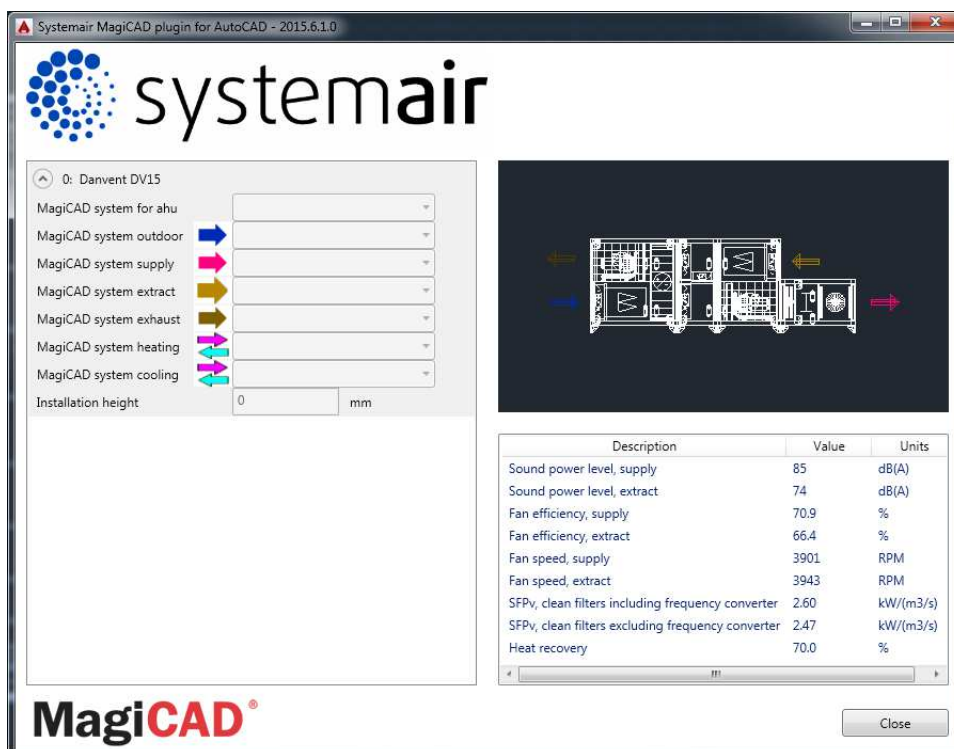 Systemair MagiCAD plugin for AutoCAD - 2015.6.1.0
systemair
0: Danvent DV15
MagiCAD system for ahu
MagiCAD system outdoor
MagiCAD system supply
MagiCAD system extract
MagiCAD system exhaust
MagiCAD system heating
MagiCAD system cooling
Installation height 0 mm
Description Value Units
Sound power level, supply 85 dB(A)
Sound power level, extract 74 dB(A)
Fan efficiency, supply 70.9 %
Fan efficiency, extract 66.4 %
Fan speed, supply 3901 RPM
Fan speed, extract 3943 RPM
SFPv, clean filters including frequency converter 2.60 kW/(m3/s)
SFPv, clean filters excluding frequency converter 2.47 kW/(m3/s)
Heat recovery 70.0 %
MagiCAD®
Close